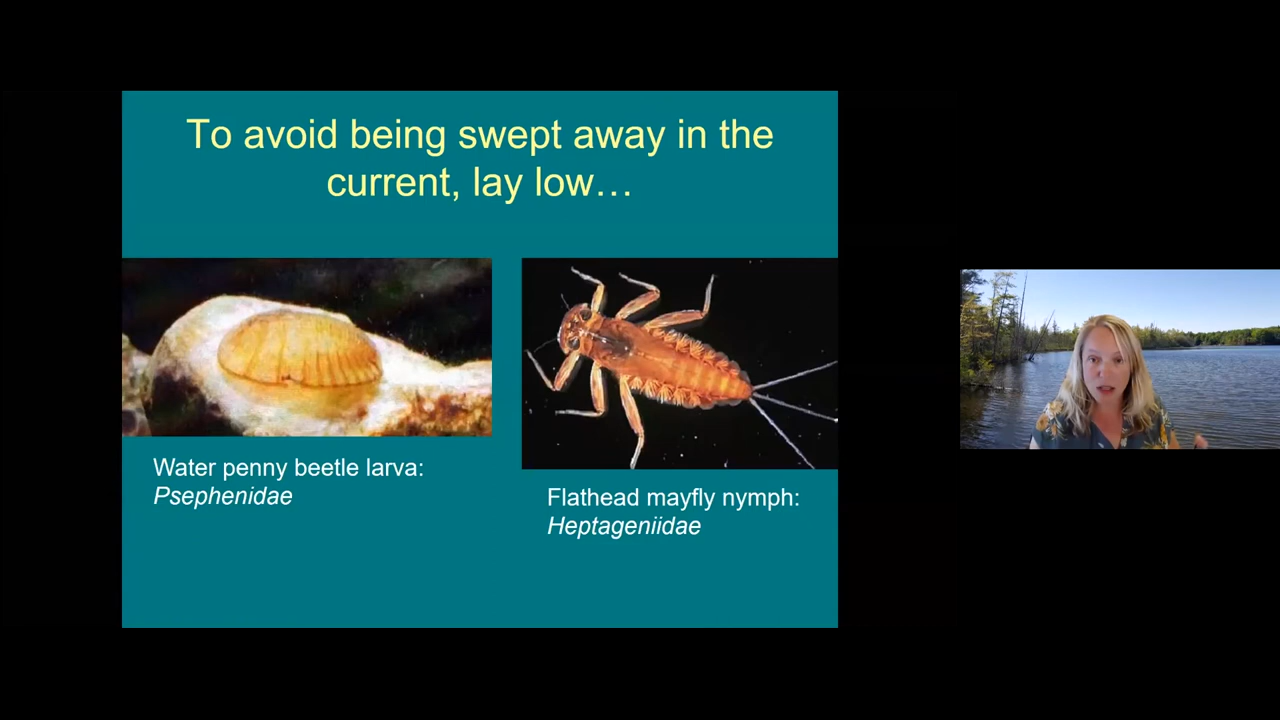 To avoid being swept away in the
current, lay low…
Water penny beetle larva:
Psephenidae
Flathead mayfly nymph:
Heptageniidae